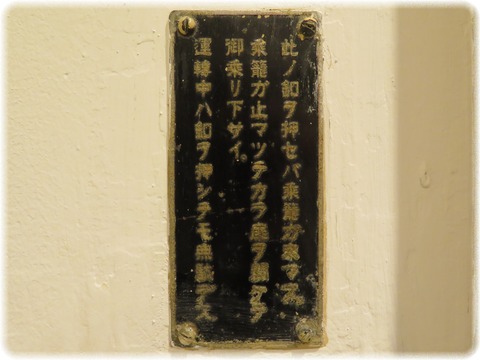 此ノ釦ヲ押セバ乗籠ガ来マス。
乗籠ガ止マツテカラ扉ヲ開ケテ
御乗リ下サイ。
運轉中ハ釦ヲ押シテモ無駄デス